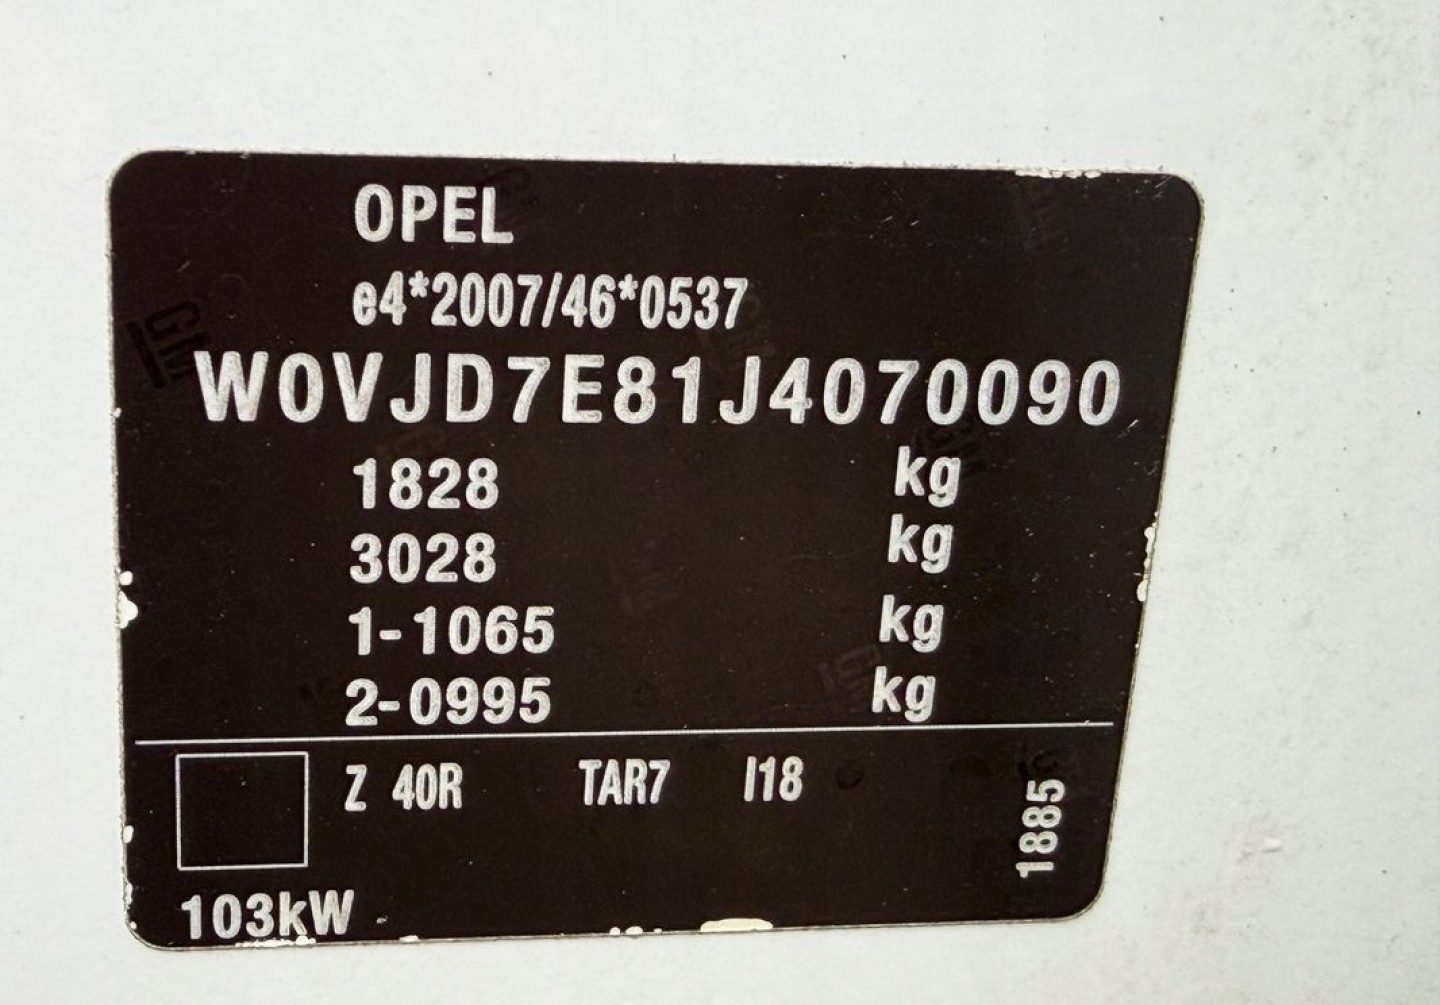 OPEL
e4*2007/46*0537
W0VJD7E81J4070090
1828 kg
3028 kg
1-1065 kg
2-0995 kg
Z 40R TAR7 I18
1885
103kW